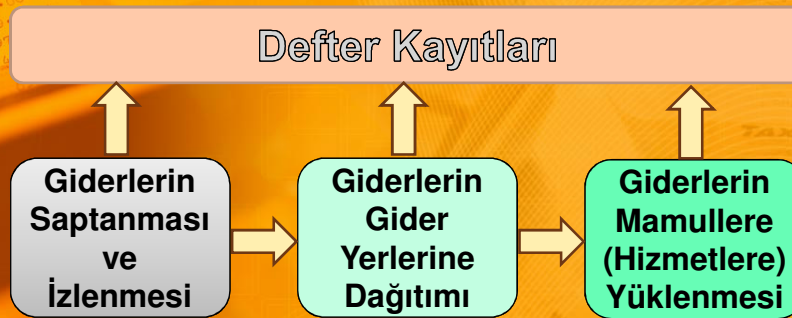 Defter Kayıtları
Giderlerin
Saptanması
ve
İzlenmesi
Giderlerin
Gider
Yerlerine
Dağıtımı
Giderlerin
Mamullere
(Hizmetlere)
Yüklenmesi